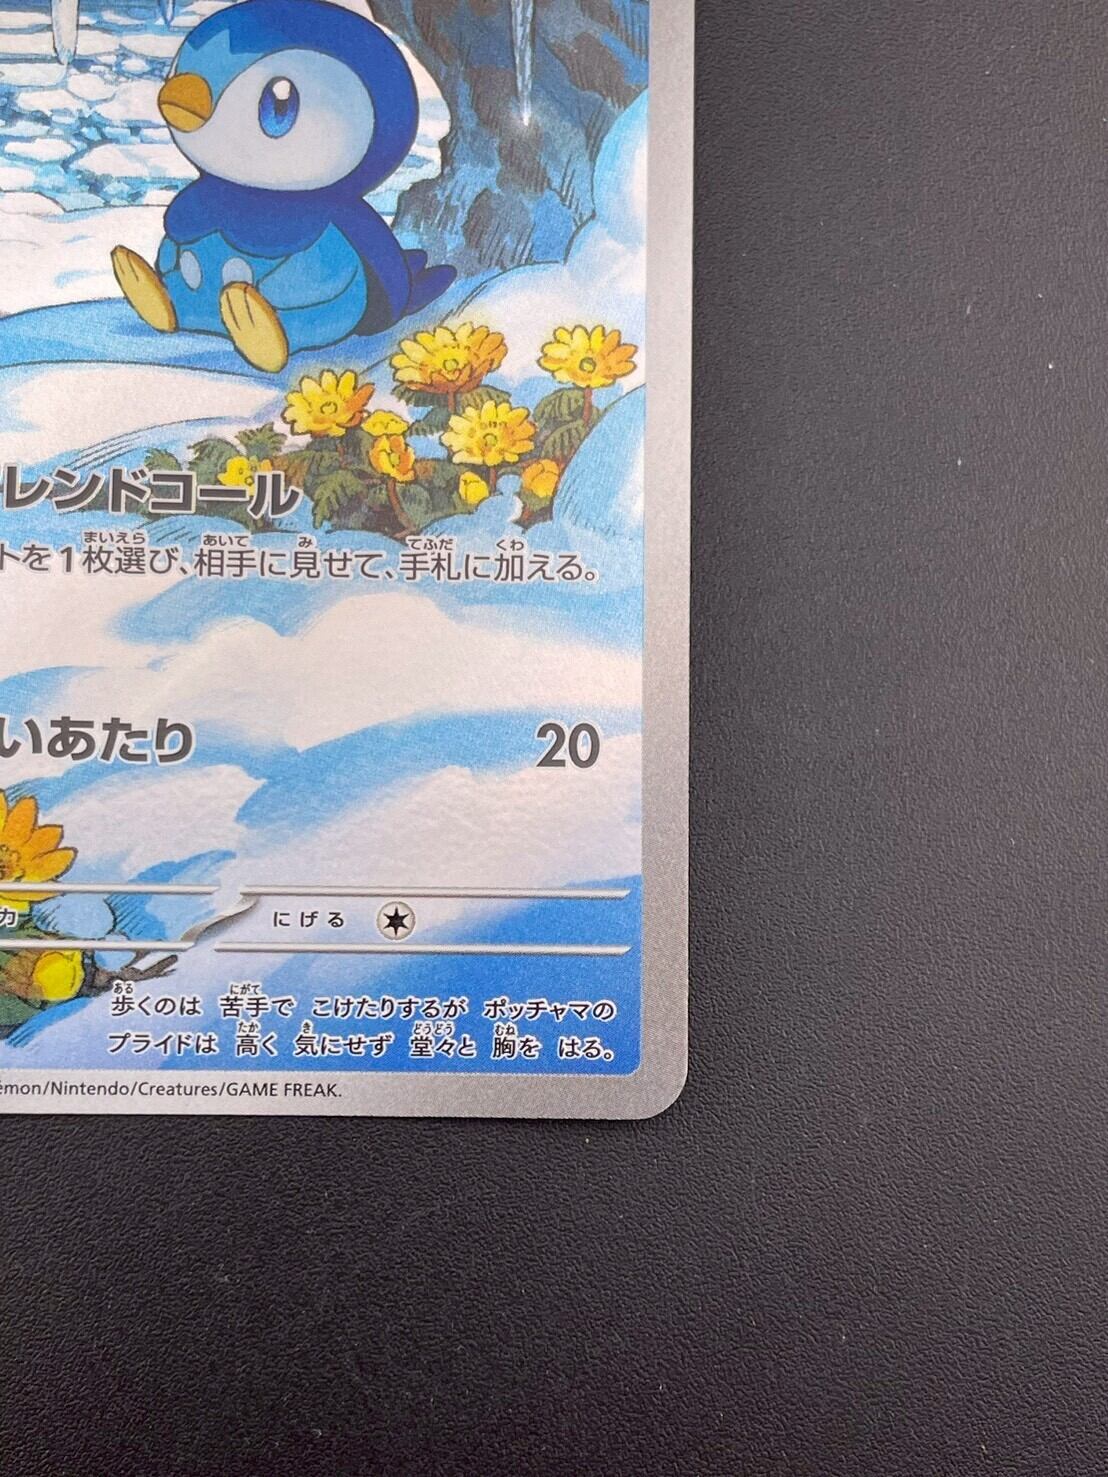 レンドコール
トを1枚選び、相手に見せて、手札に加える。
いあたり 20
力 にげる
歩くのは 苦手で こけたりするが ポッチャマの
プライドは 高く 気にせず 堂々と 胸を はる。
émon/Nintendo/Creatures/GAME FREAK.